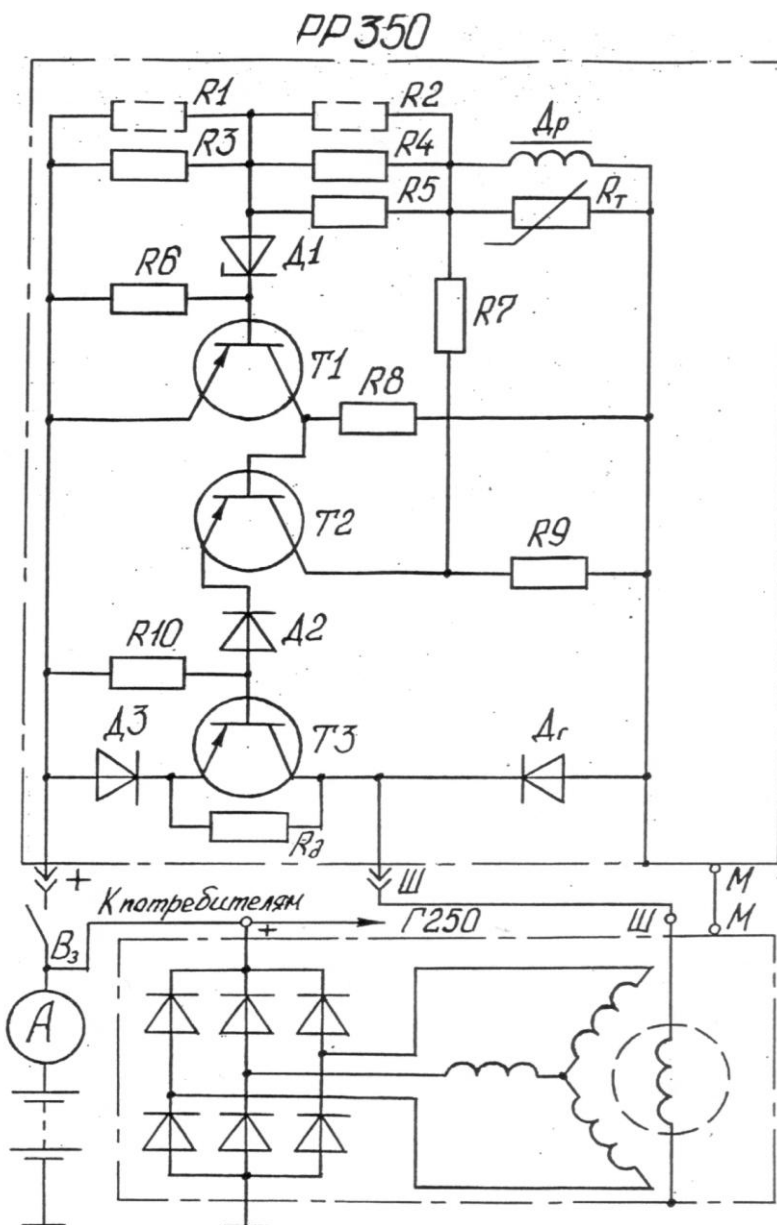 РР350
R1
R2
Др
R3
R4
R5
Rт
Д1
R6
R7
Т1
R8
Т2
R9
R10
Д2
Д3
Т3
Дг
Rд
+
Ш
М
К потребителям
Г250
Ш
М
+
Вз
А